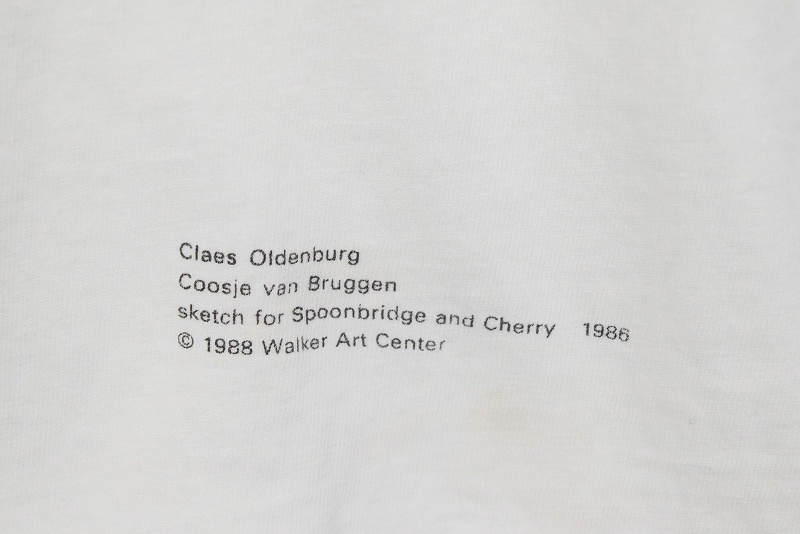 Claes Oldenburg
Coosje van Bruggen
sketch for Spoonbridge and Cherry 1986
© 1988 Walker Art Center